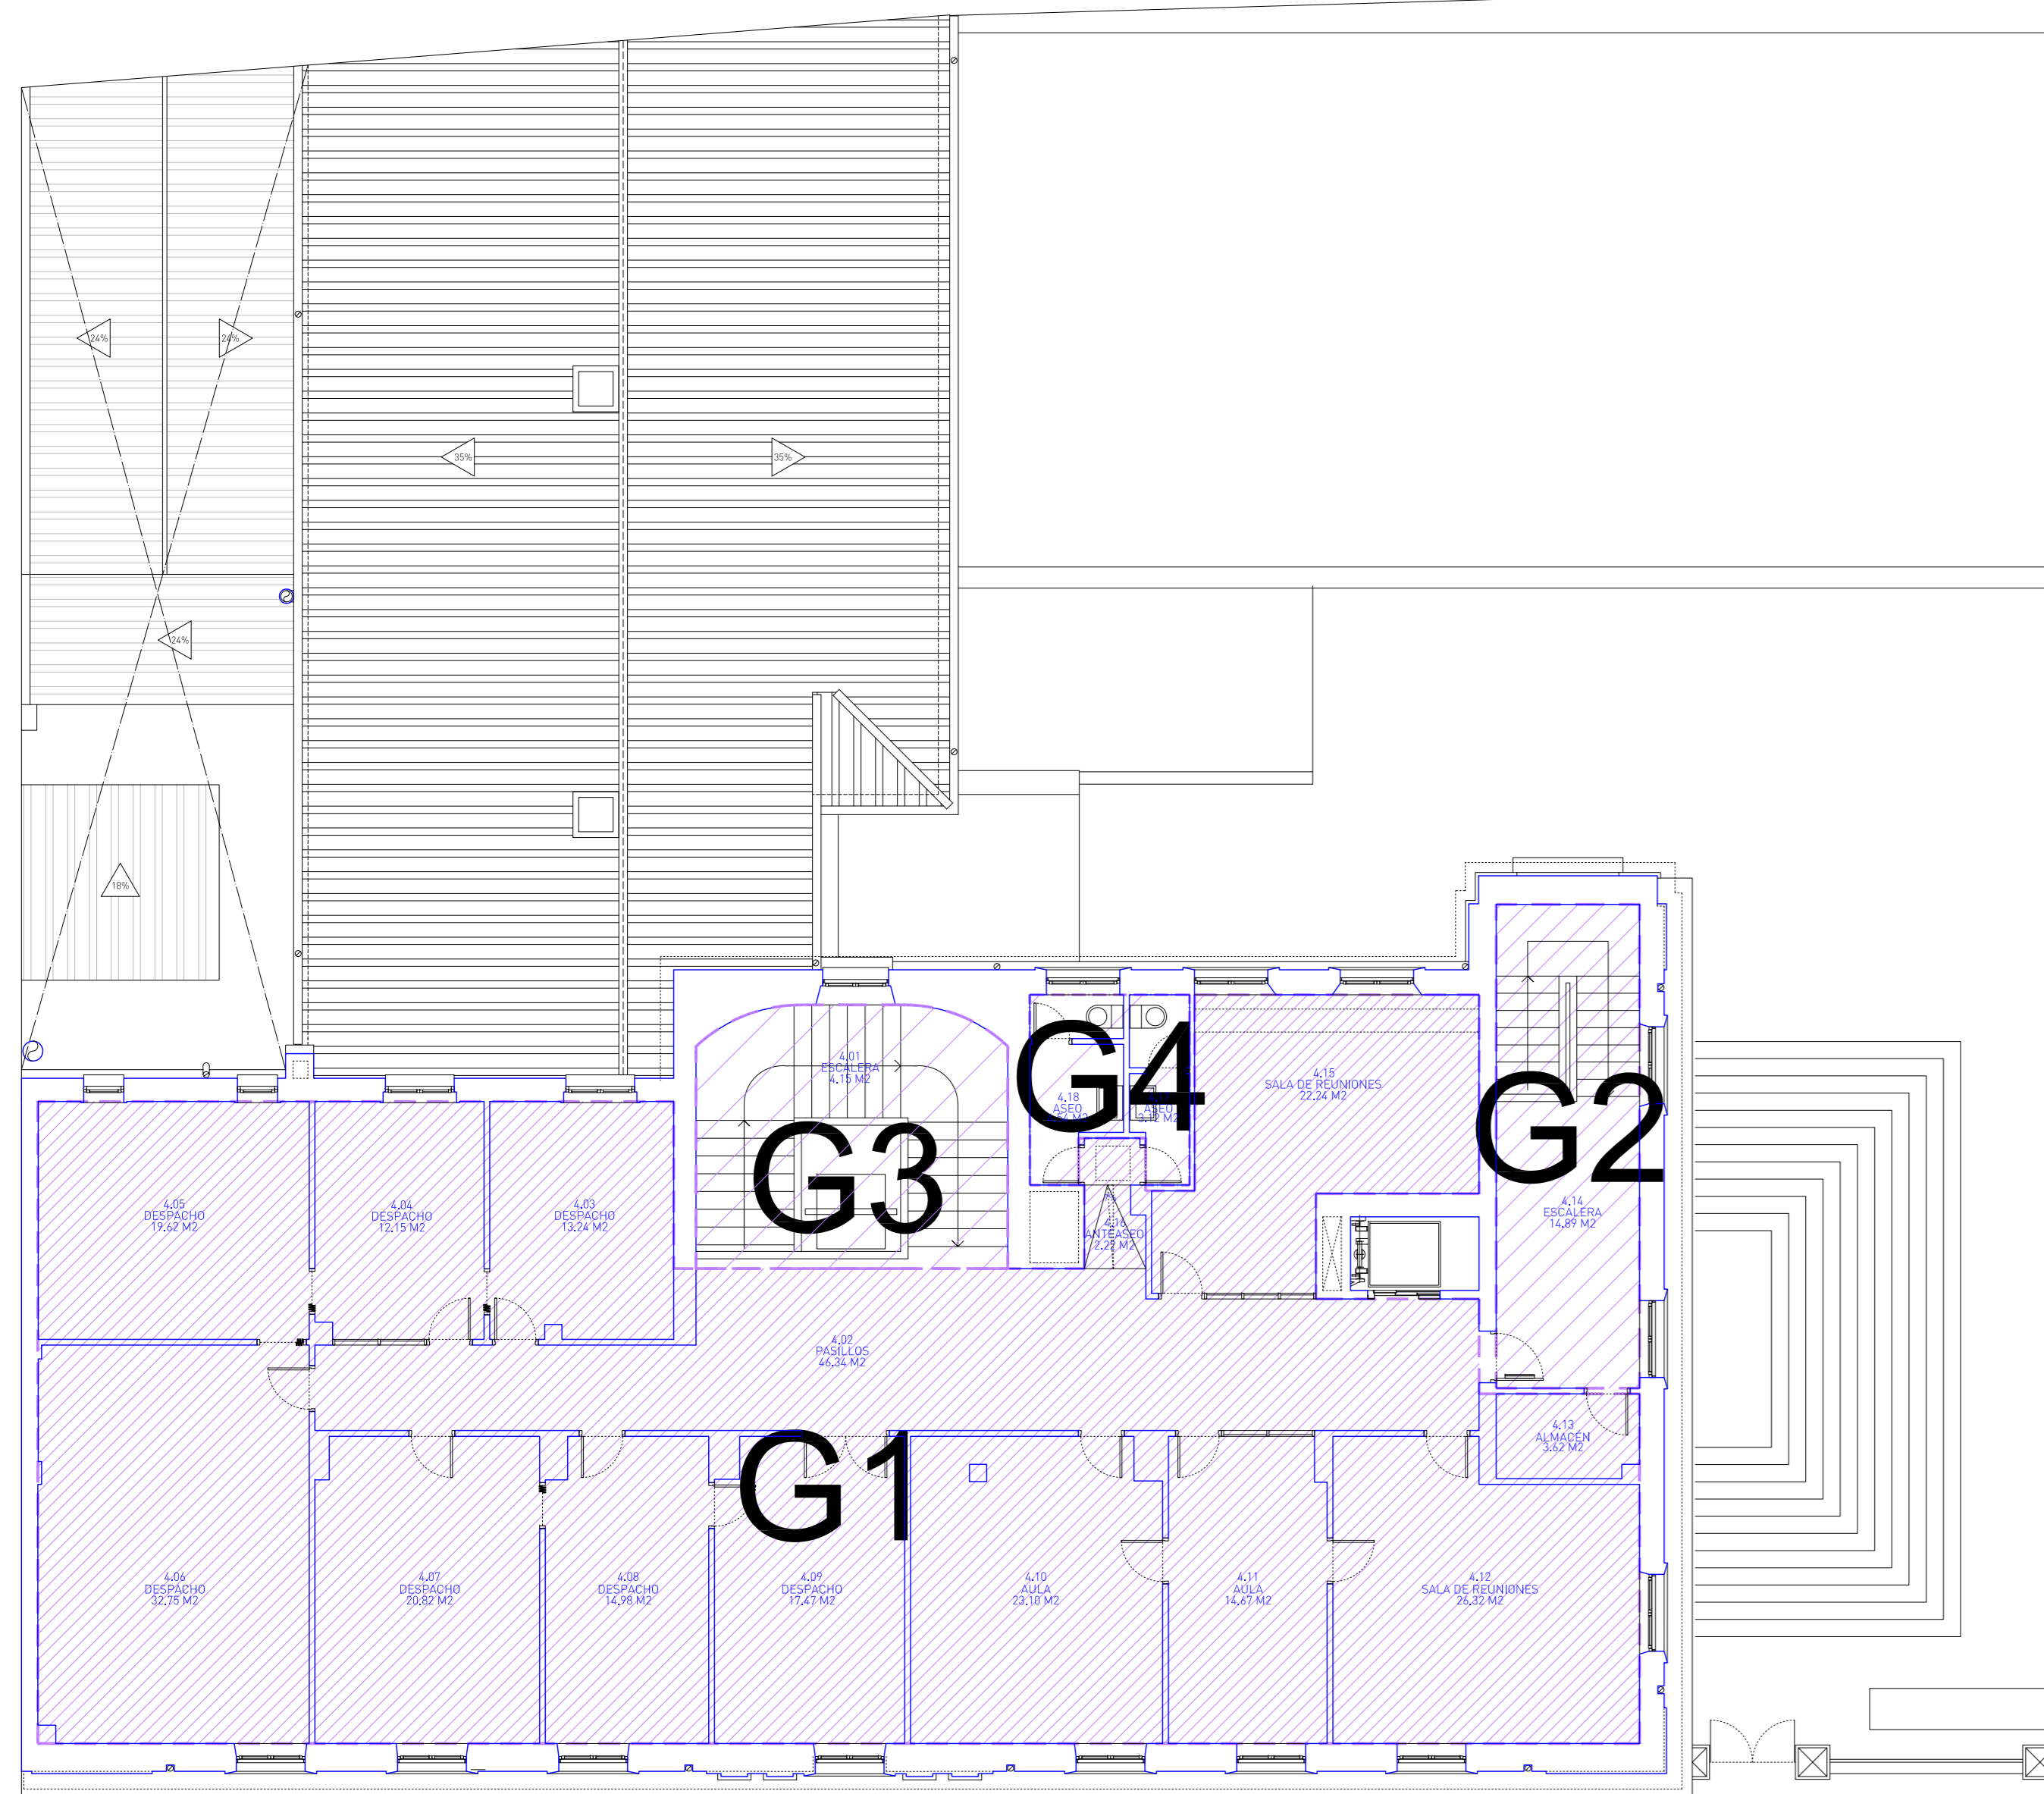 24%
24%
35%
35%
24%
18%
4.01
ESCALERA
4.15 M2
G4
4.18
ASEO
M2
ASEO
3.12 M2
4.15
SALA DE REUNIONES
22.24 M2
G2
G3
4.05
DESPACHO
19.62 M2
4.04
DESPACHO
12.15 M2
4.03
DESPACHO
13.24 M2
4.16
ANTEASEO
M2
4.14
ESCALERA
14.89 M2
4.02
PASILLOS
46.34 M2
4.13
ALMACÉN
3.62 M2
G1
4.06
DESPACHO
32.75 M2
4.07
DESPACHO
20.82 M2
4.08
DESPACHO
14.98 M2
4.09
DESPACHO
17.47 M2
4.10
AULA
23.10 M2
4.11
AULA
14.67 M2
4.12
SALA DE REUNIONES
26.32 M2